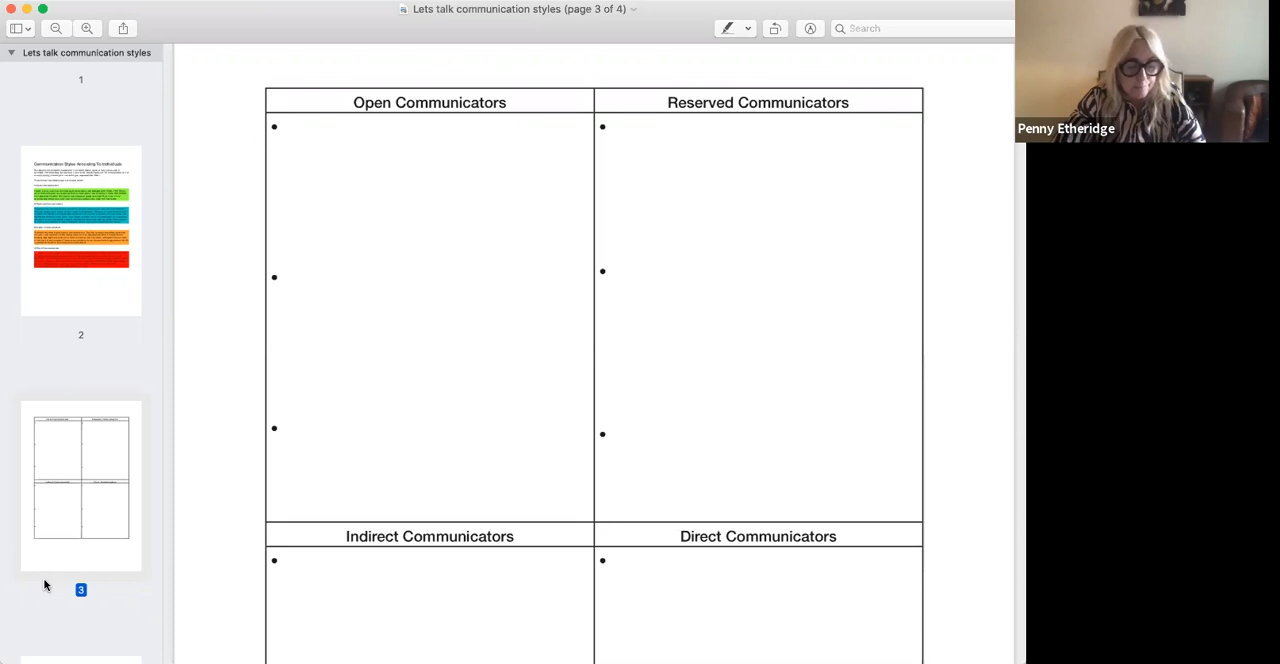 Lets talk communication styles (page 3 of 4)
Search
Lets talk communication styles
1
Communication Styles According To Individuals
2
3
Open Communicators
Reserved Communicators
Indirect Communicators
Direct Communicators
Penny Etheridge